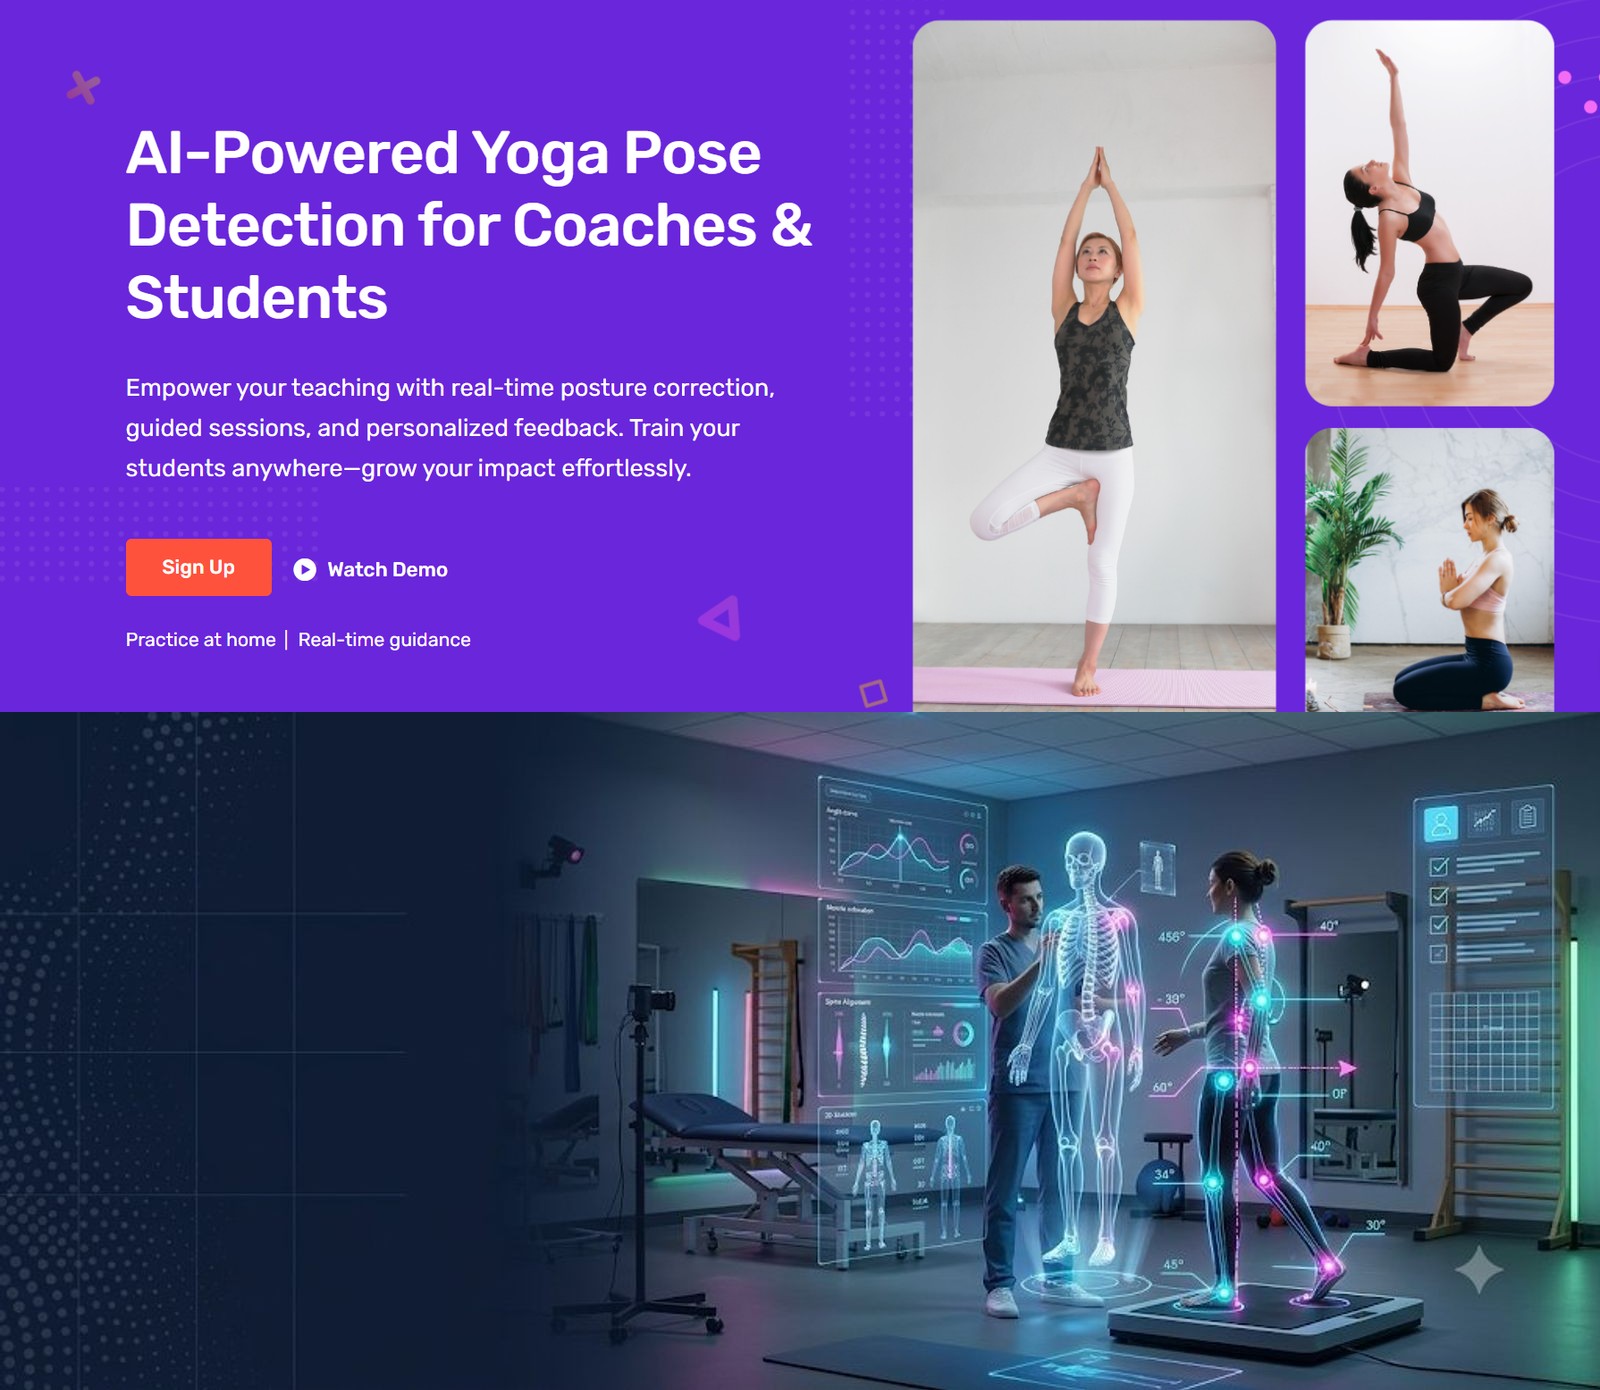 AI-Powered Yoga Pose
Detection for Coaches &
Students
Empower your teaching with real-time posture correction,
guided sessions, and personalized feedback. Train your
students anywhere—grow your impact effortlessly.
Sign Up
Watch Demo
Practice at home | Real-time guidance
456°
40°
- 30°
60°
OF
40°
34°
30°
45°